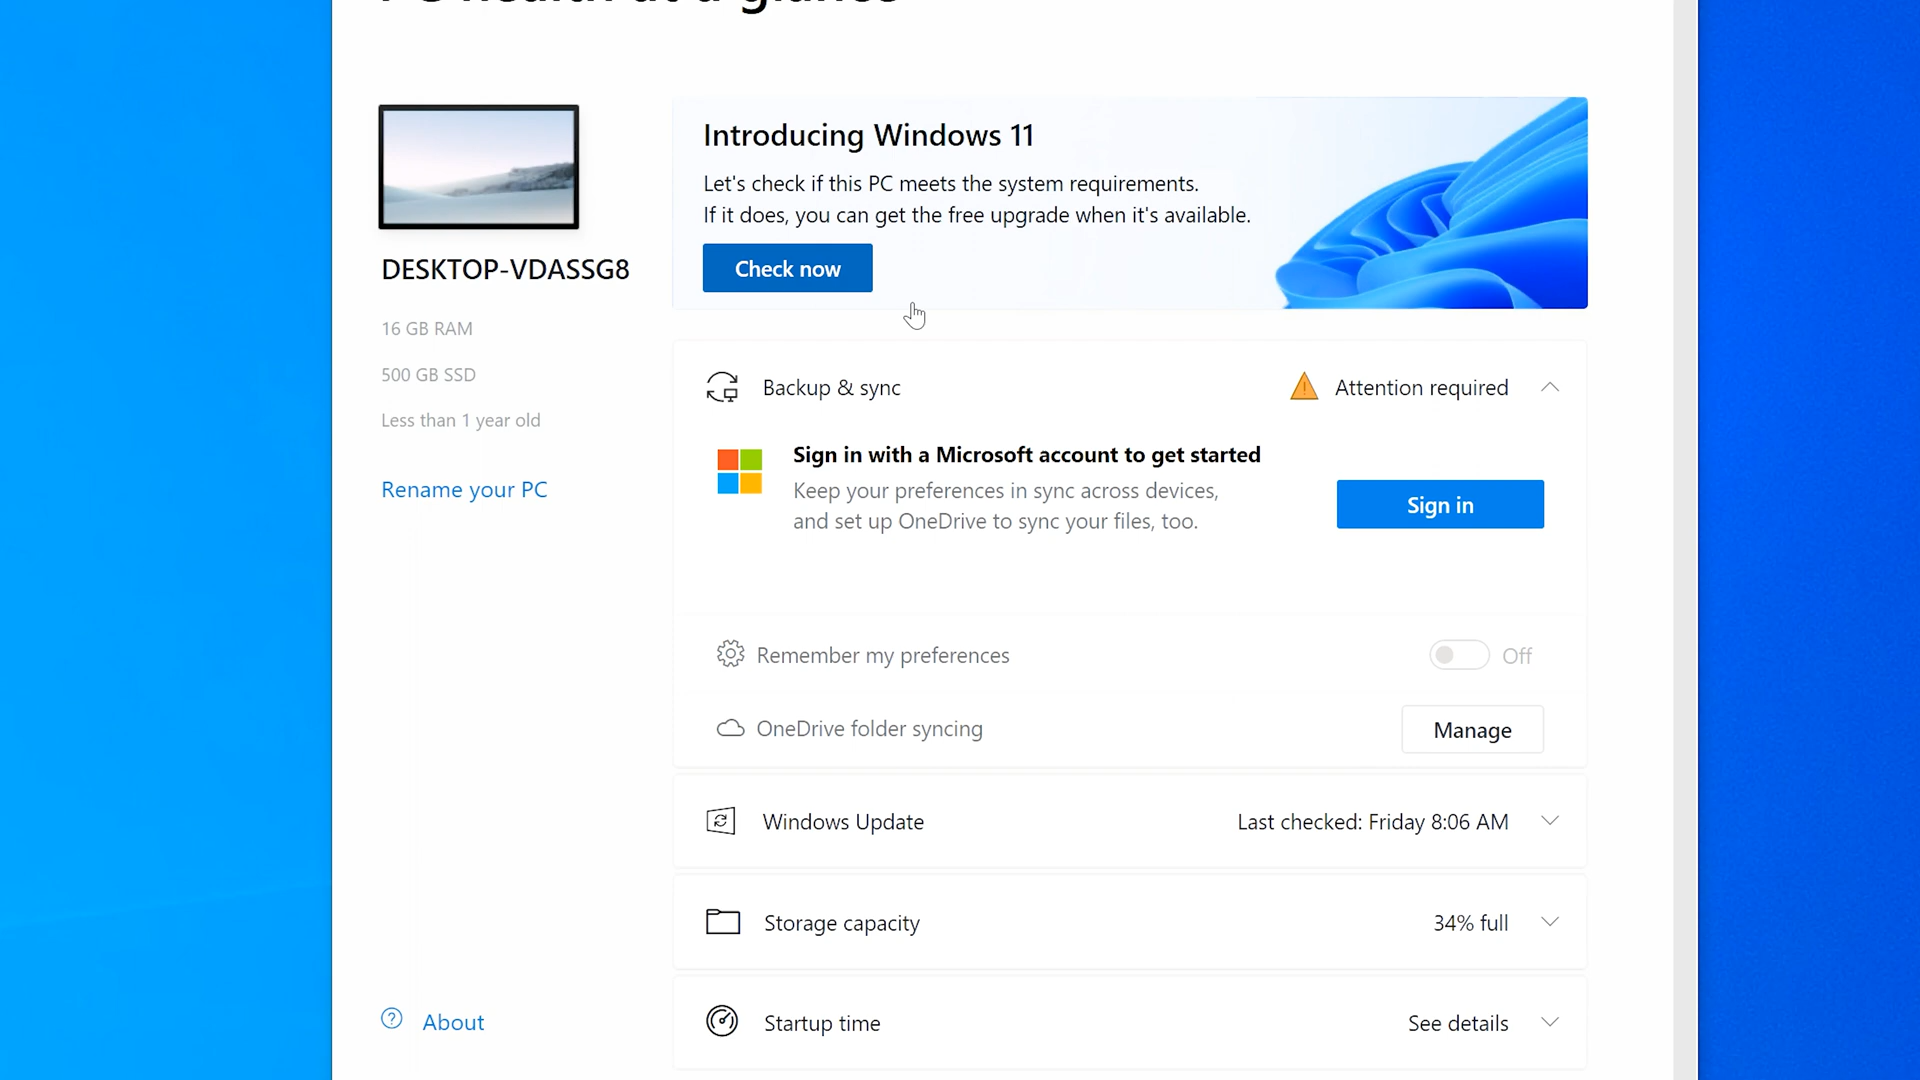 PC health at a glance
Introducing Windows 11
Let's check if this PC meets the system requirements.
If it does, you can get the free upgrade when it's available.
Check now
DESKTOP-VDASSG8
16 GB RAM
500 GB SSD
Less than 1 year old
Rename your PC
Backup & sync
Attention required
Sign in with a Microsoft account to get started
Keep your preferences in sync across devices,
and set up OneDrive to sync your files, too.
Sign in
Remember my preferences
Off
OneDrive folder syncing
Manage
Windows Update
Last checked: Friday 8:06 AM
Storage capacity
34% full
Startup time
See details
About